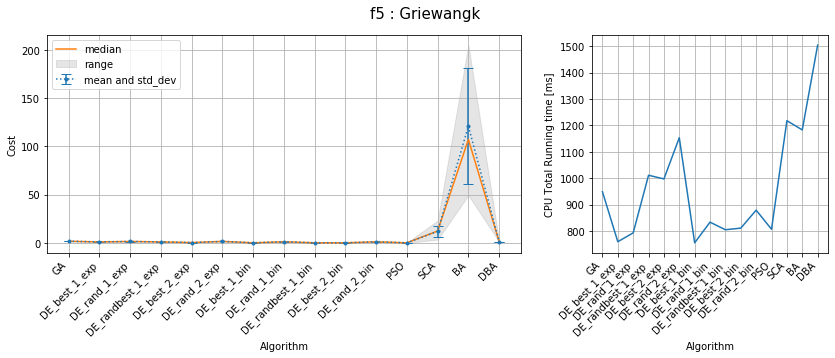 f5 : Griewangk
median
range
mean and std_dev
Cost
200
150
100
50
0
GA
DE_best_1_exp
DE_rand_1_exp
DE_randbest_1_exp
DE_best_2_exp
DE_rand_2_exp
DE_best_1_bin
DE_rand_1_bin
DE_randbest_1_bin
DE_best_2_bin
DE_rand_2_bin
PSO
SCA
BA
DBA
Algorithm
CPU Total Running time [ms]
1500
1400
1300
1200
1100
1000
900
800
GA
DE_best_1_exp
DE_rand_1_exp
DE_randbest_1_exp
DE_best_2_exp
DE_rand_2_exp
DE_best_1_bin
DE_rand_1_bin
DE_randbest_1_bin
DE_best_2_bin
DE_rand_2_bin
PSO
SCA
BA
DBA
Algorithm